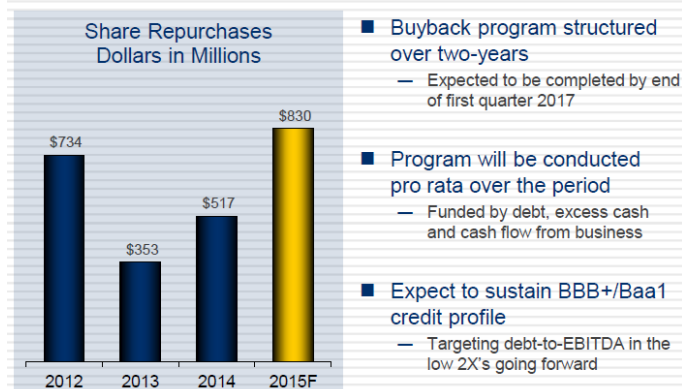 Share Repurchases
Dollars in Millions
$734
$353
$517
$830
2012
2013
2014
2015F
■ Buyback program structured
over two-years
— Expected to be completed by end
of first quarter 2017
■ Program will be conducted
pro rata over the period
— Funded by debt, excess cash
and cash flow from business
■ Expect to sustain BBB+/Baa1
credit profile
— Targeting debt-to-EBITDA in the
low 2X's going forward